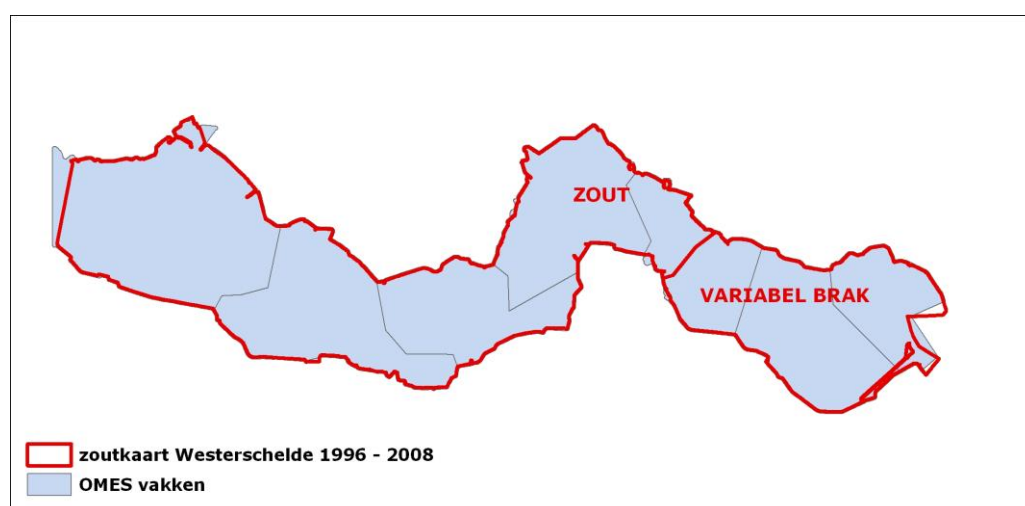 ZOUT
VARIABEL BRAK
zoutkaart Westerschelde 1996 - 2008
OMES vakken